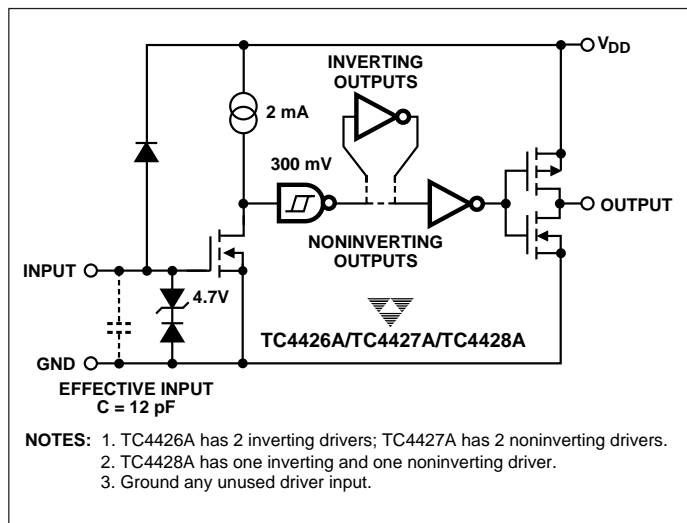 VDD
INVERTING
OUTPUTS
2 mA
300 mV
OUTPUT
NONINVERTING
OUTPUTS
INPUT
4.7V
TC4426A/TC4427A/TC4428A
GND
EFFECTIVE INPUT
C = 12 pF
NOTES: 1. TC4426A has 2 inverting drivers; TC4427A has 2 noninverting drivers.
2. TC4428A has one inverting and one noninverting driver.
3. Ground any unused driver input.